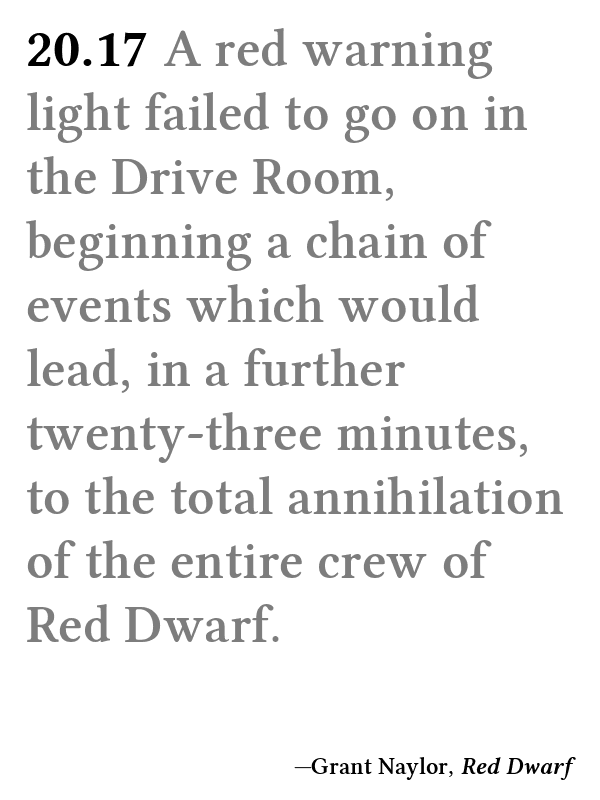 20.17 A red warning
light failed to go on in
the Drive Room,
beginning a chain of
events which would
lead, in a further
twenty-three minutes,
to the total annihilation
of the entire crew of
Red Dwarf.
—Grant Naylor, Red Dwarf